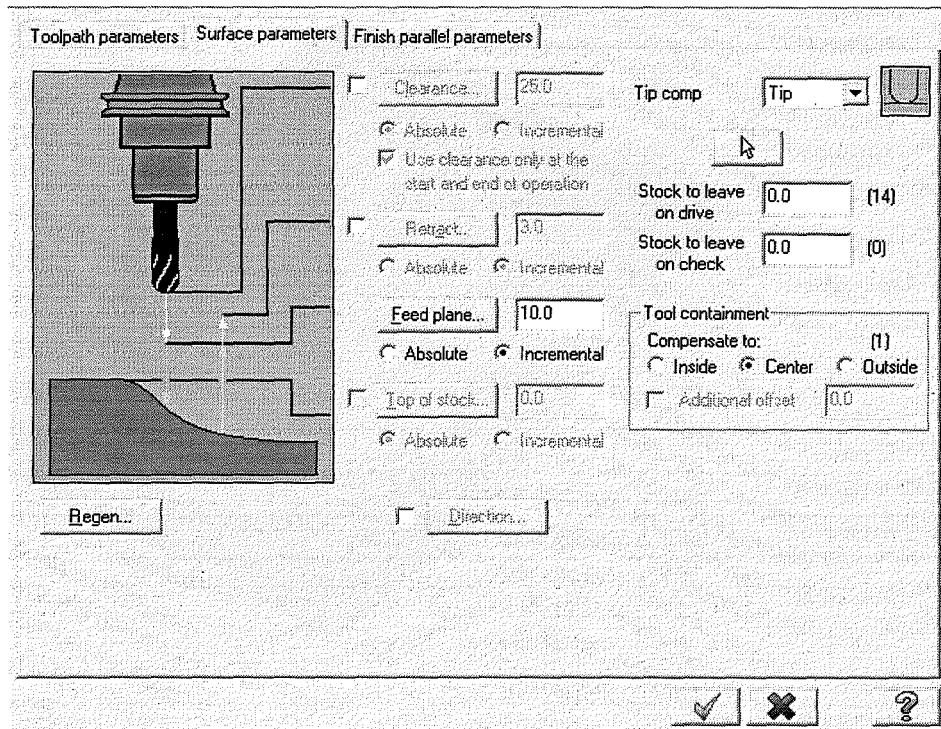 Toolpath parameters Surface parameters Finish parallel parameters
Clearance... 25.0
Absolute Incremental
Use clearance only at the
start and end of operation
Retract... 3.0
Absolute Incremental
Feed plane... 10.0
Absolute Incremental
Top of stock... 0.0
Absolute Incremental
Tip comp Tip
Stock to leave
on drive 0.0 (14)
Stock to leave
on check 0.0 (0)
Tool containment
Compensate to: (1)
Inside Center Outside
Additional offset 0.0
Regen... Direction...
?